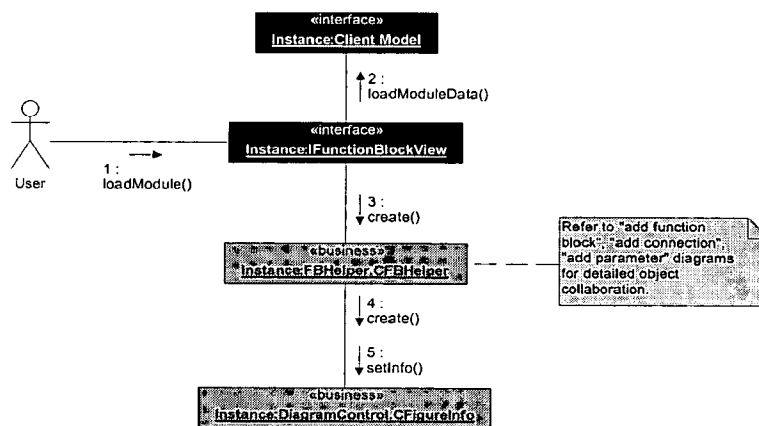 «interface»
Instance:Client Model
2 :
loadModuleData()
«interface»
Instance:IFunctionBlockView
User
1 :
loadModule()
3 :
create()
«business»
Instance:FBHelper.CFBHelper
Refer to "add function
block", "add connection",
"add parameter" diagrams
for detailed object
collaboration.
4 :
create()
5 :
setInfo()
«business»
Instance:DiagramControl.CFigureInfo